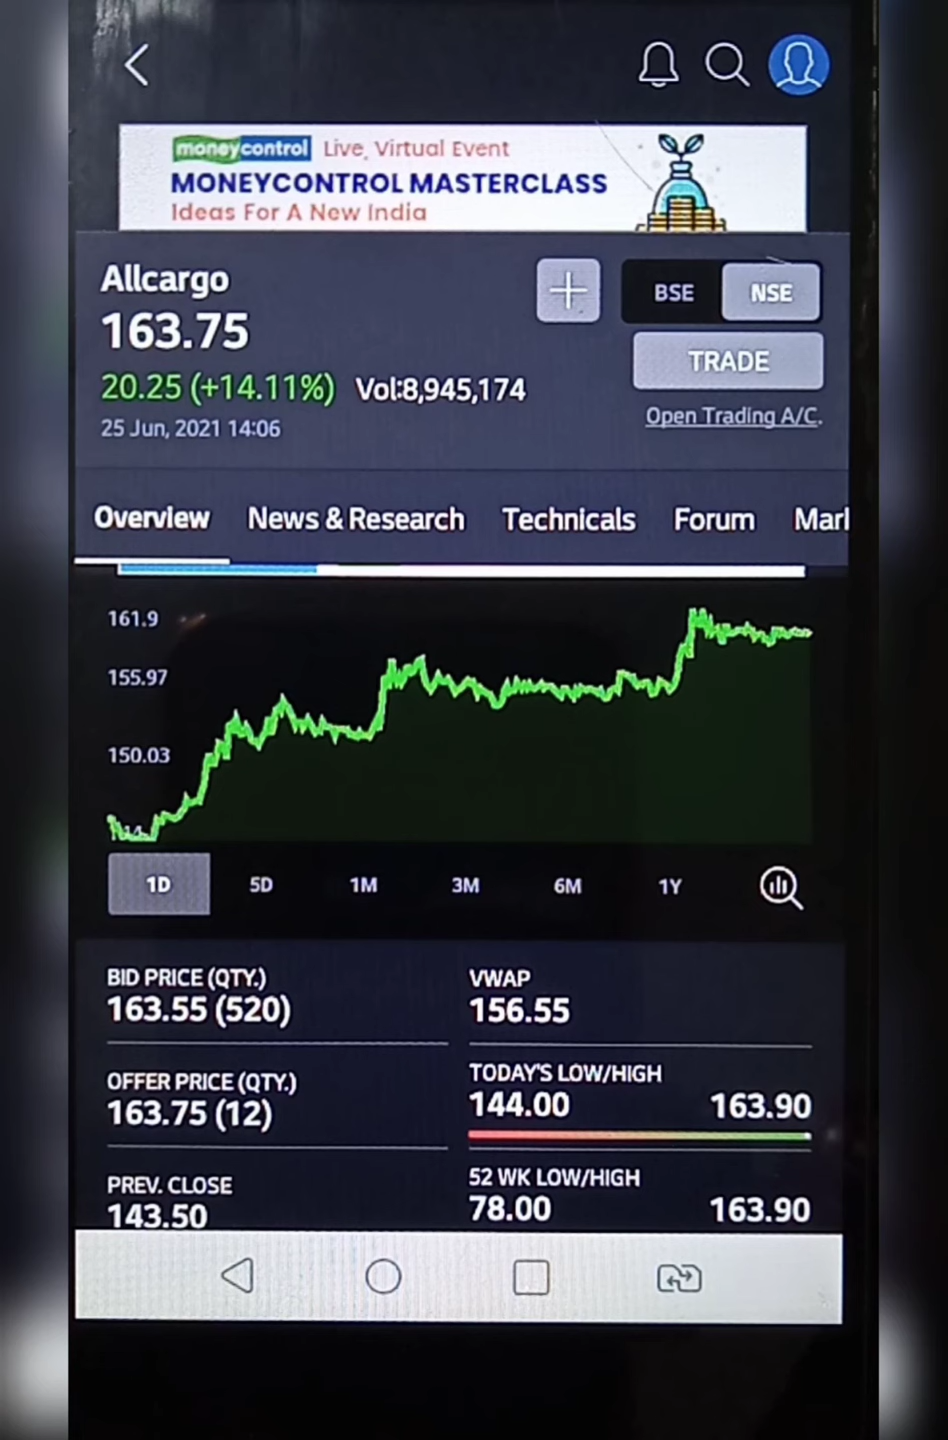 moneycontrol Live, Virtual Event
MONEYCONTROL MASTERCLASS
Ideas For A New India
Allcargo
163.75
20.25 (+14.11%) Vol:8,945,174
25 Jun, 2021 14:06
BSE NSE
TRADE
Open Trading A/C.
Overview News & Research Technicals Forum
161.9
155.97
150.03
1D 5D 1M 3M 6M 1Y
BID PRICE (QTY.)
163.55 (520)
VWAP
156.55
OFFER PRICE (QTY.)
163.75 (12)
TODAY'S LOW/HIGH
144.00 163.90
PREV. CLOSE
143.50
52 WK LOW/HIGH
78.00 163.90